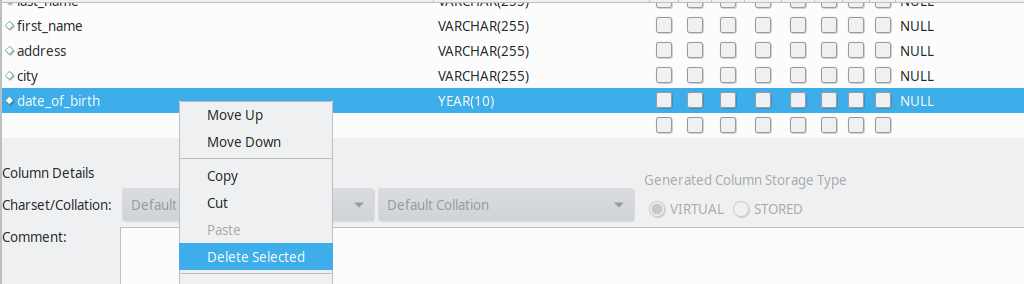 last_name VARCHAR(255) NULL
first_name VARCHAR(255) NULL
address VARCHAR(255) NULL
city VARCHAR(255) NULL
date_of_birth YEAR(10) NULL
Move Up
Move Down
Copy
Cut
Paste
Delete Selected
Column Details
Charset/Collation: Default Default Collation
Comment:
Generated Column Storage Type
VIRTUAL STORED